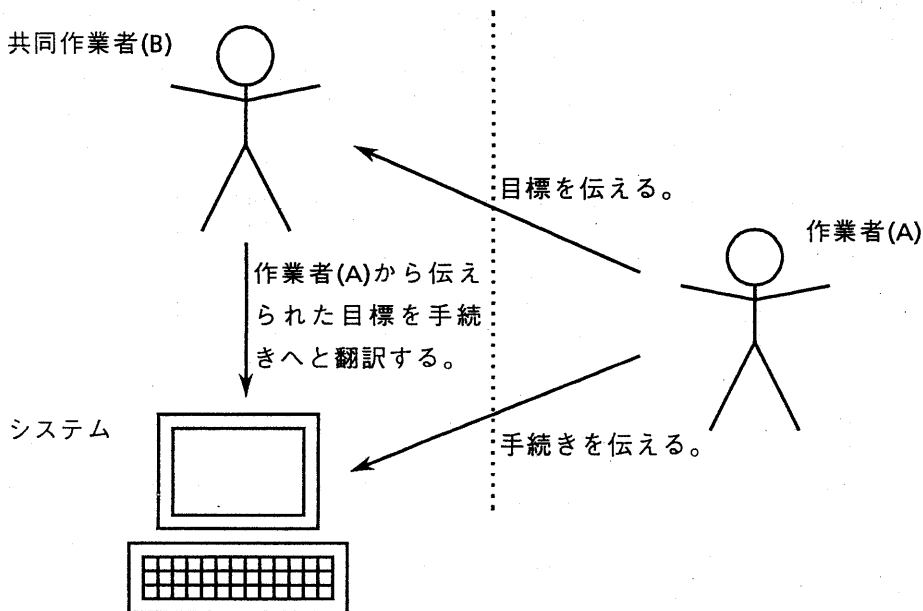 共同作業者(B)
目標を伝える。
作業者(A)
作業者(A)から伝え
られた目標を手続
きへと翻訳する。
システム
手続きを伝える。